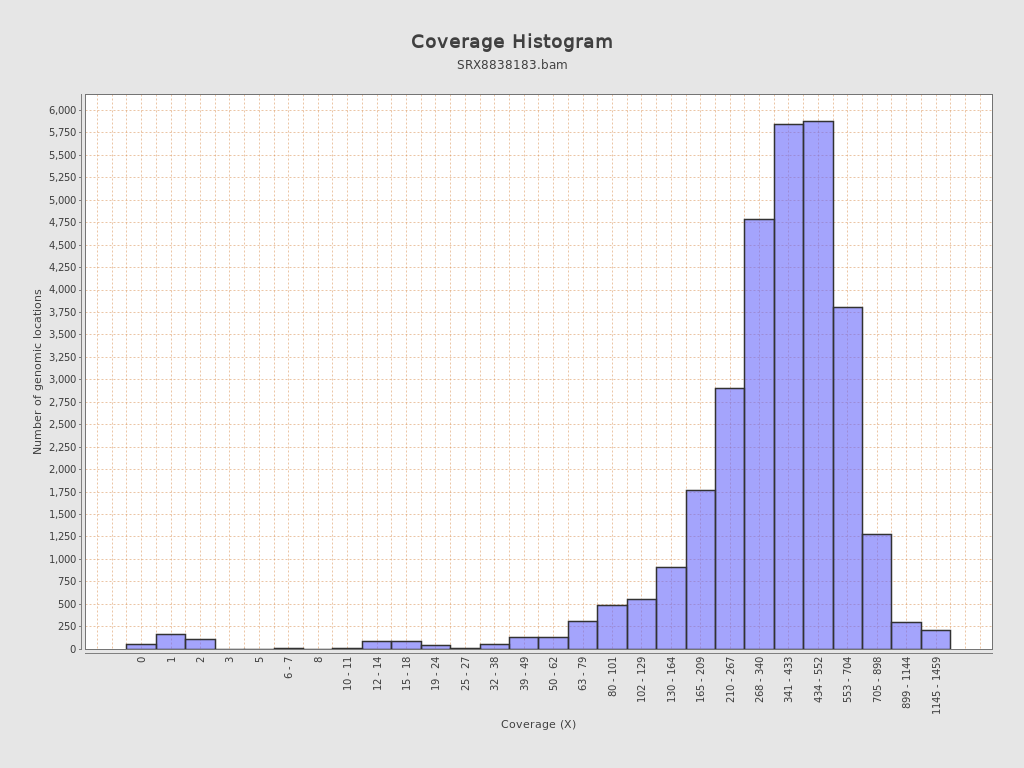 Coverage Histogram
SRX8838183.bam
Number of genomic locations
6,000
5,750
5,500
5,250
5,000
4,750
4,500
4,250
4,000
3,750
3,500
3,250
3,000
2,750
2,500
2,250
2,000
1,750
1,500
1,250
1,000
750
500
250
0
0
1
2
3
5
6 - 7
8
10 - 11
12 - 14
15 - 18
19 - 24
25 - 27
32 - 38
39 - 49
50 - 62
63 - 79
80 - 101
102 - 129
130 - 164
165 - 209
210 - 267
268 - 340
341 - 433
434 - 552
553 - 704
705 - 898
899 - 1144
1145 - 1459
Coverage (X)